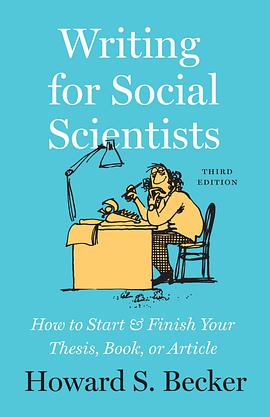 Writing
for Social
Scientists
THIRD
EDITION
How to Start & Finish Your
Thesis, Book, or Article
Howard S. Becker